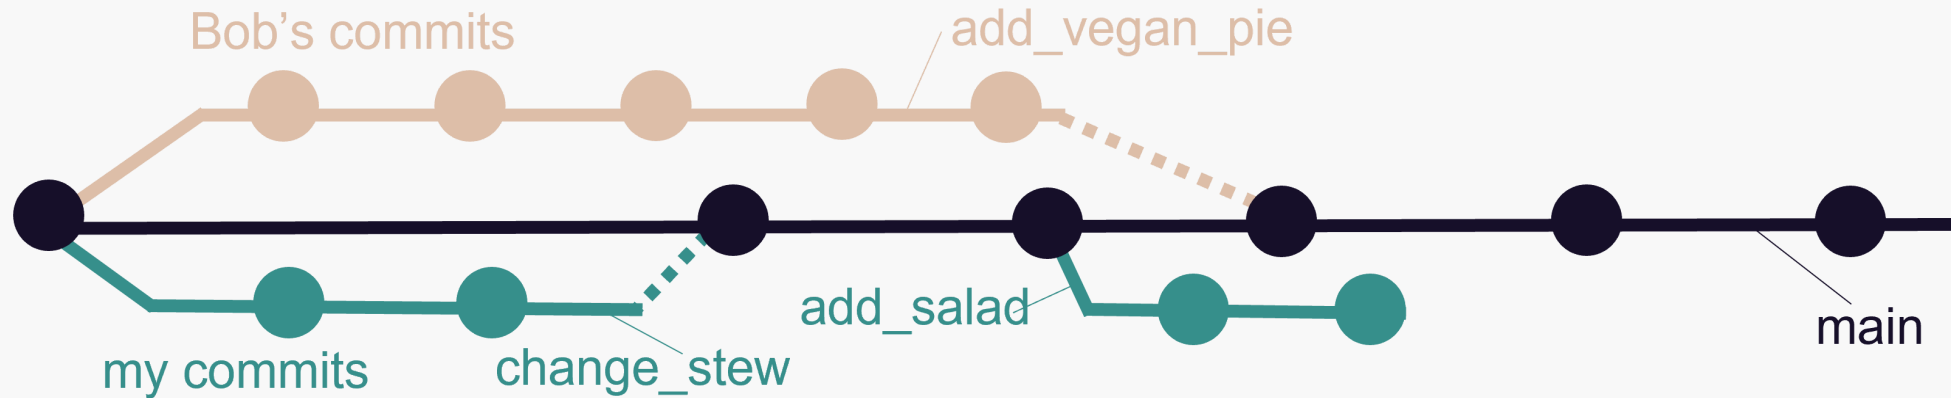 Bob’s commits
add_vegan_pie
add_salad
main
my commits
change_stew